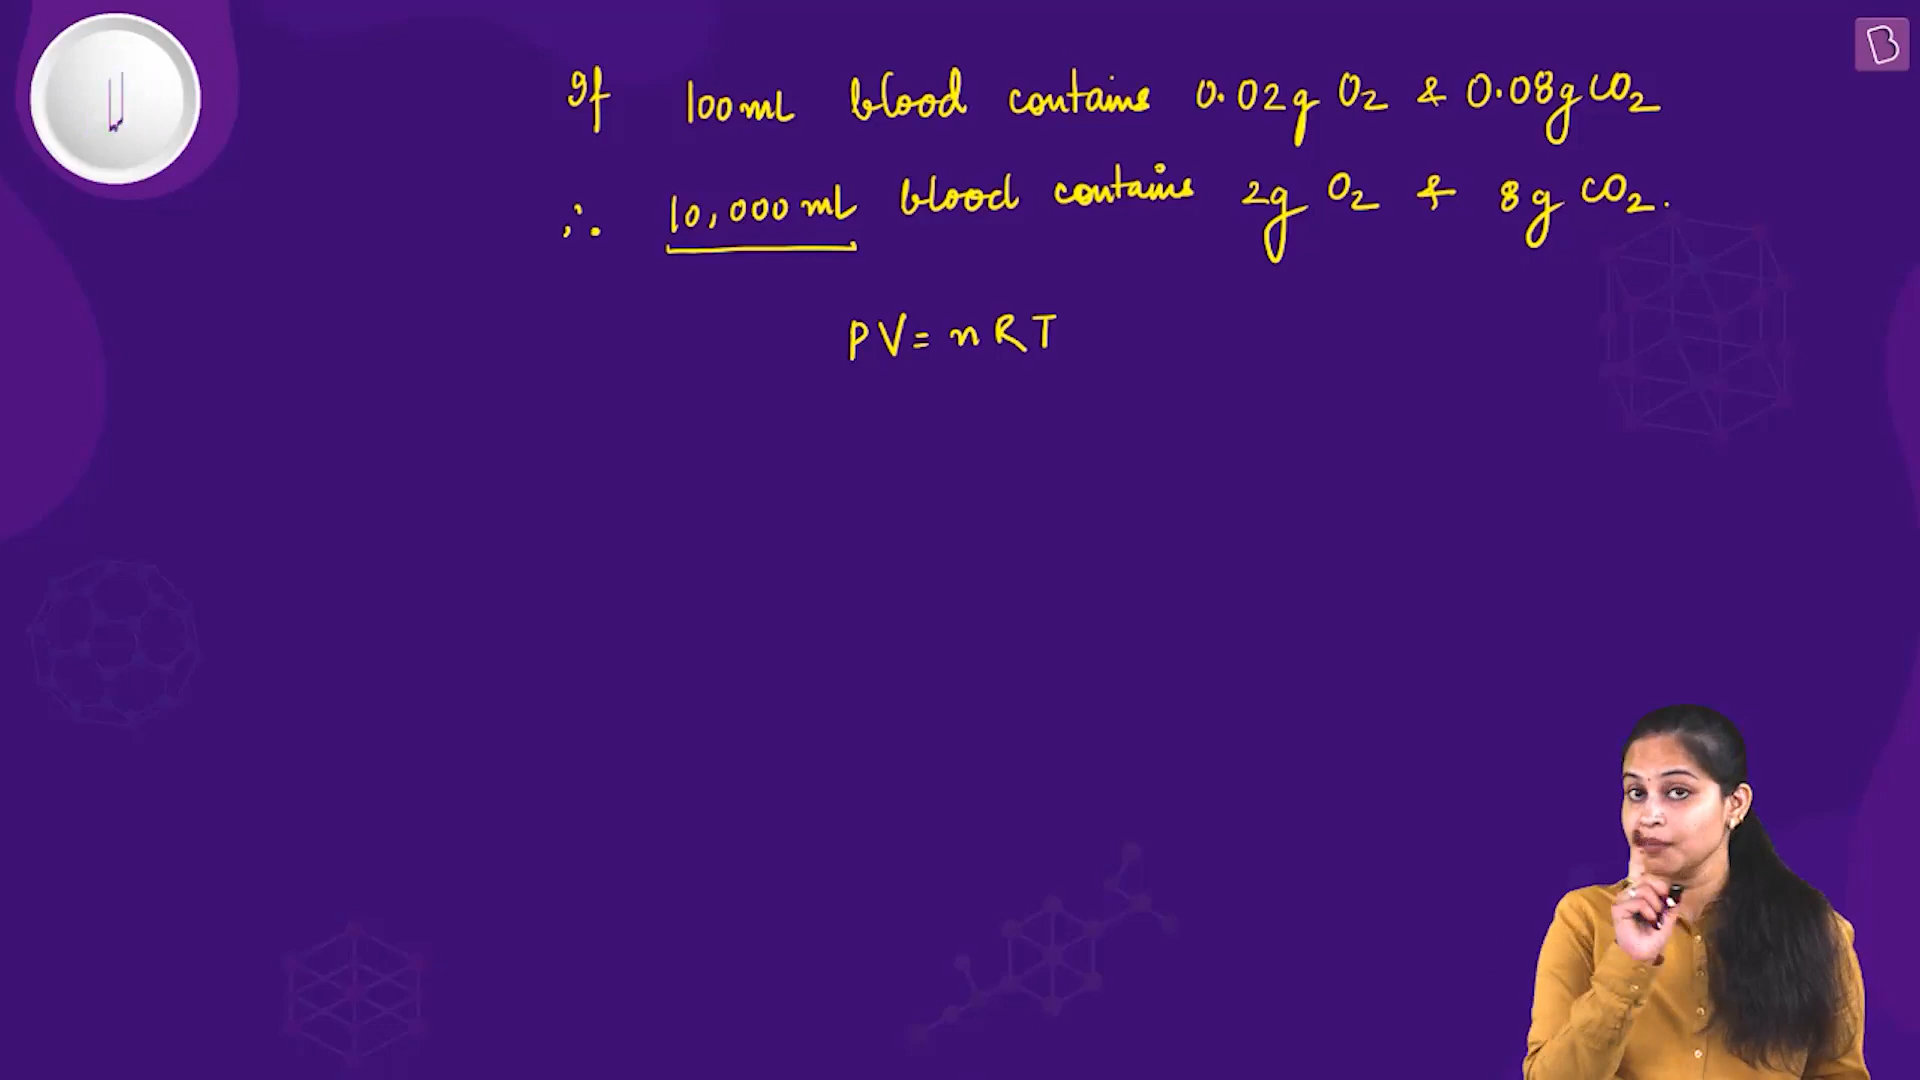 If 100 mL blood contains 0.02g O₂ & 0.08g CO₂
∴ 10,000 mL blood contains 2g O₂ & 8g CO₂.
PV = nRT
B